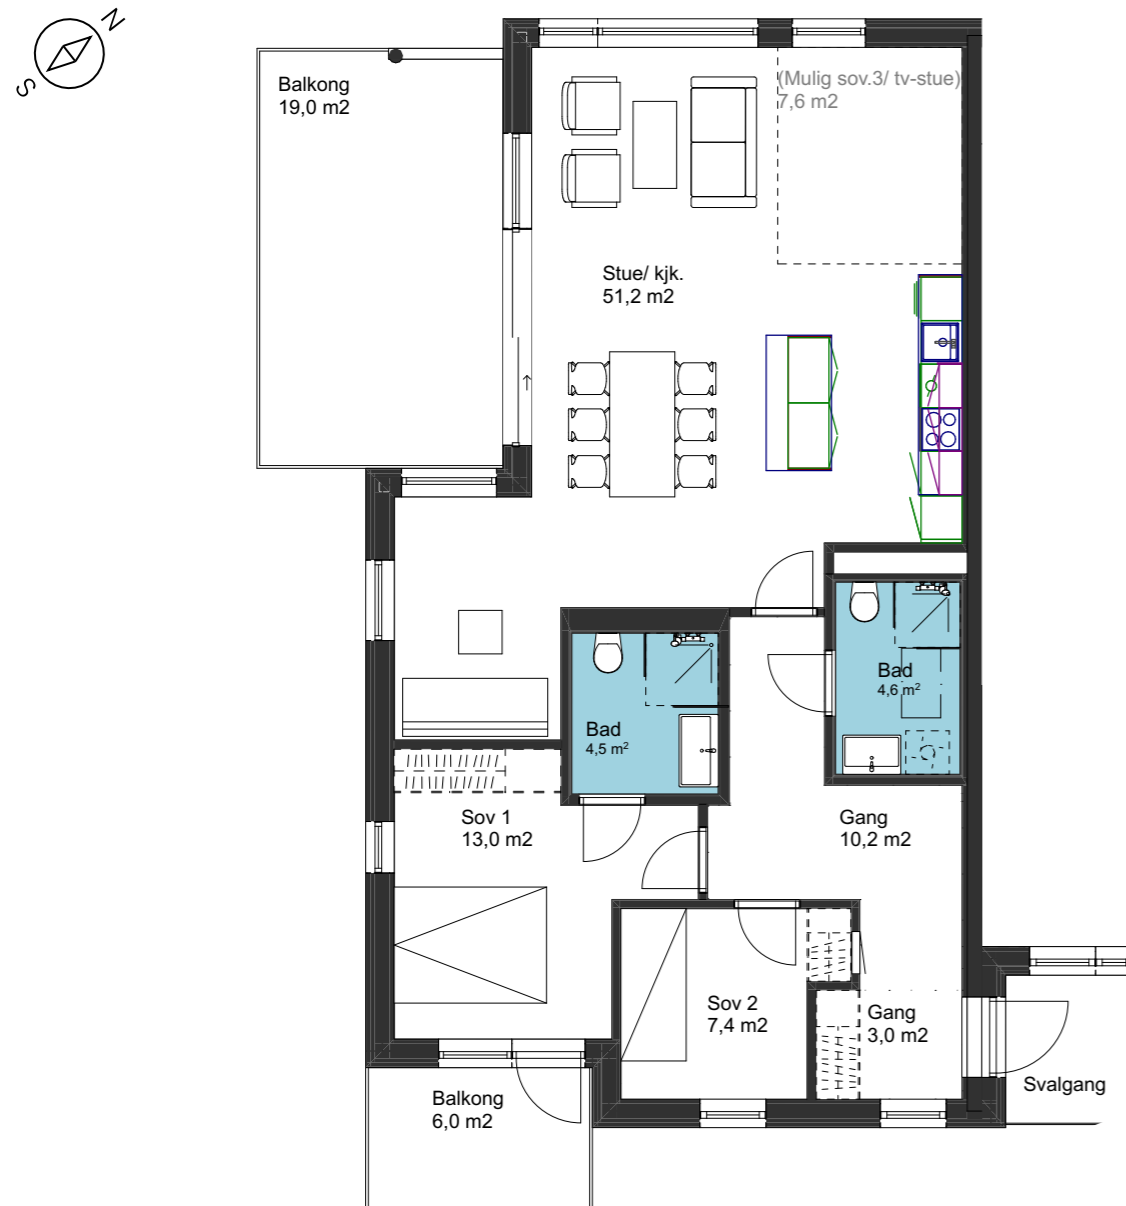 N
S
Balkong
19,0 m2
(Mulig sov.3/ tv-stue)
7,6 m2
Stue/ kjk.
51,2 m2
Bad
4,6 m²
Bad
4,5 m²
Sov 1
13,0 m2
Gang
10,2 m2
Sov 2
7,4 m2
Gang
3,0 m2
Svalgang
Balkong
6,0 m2